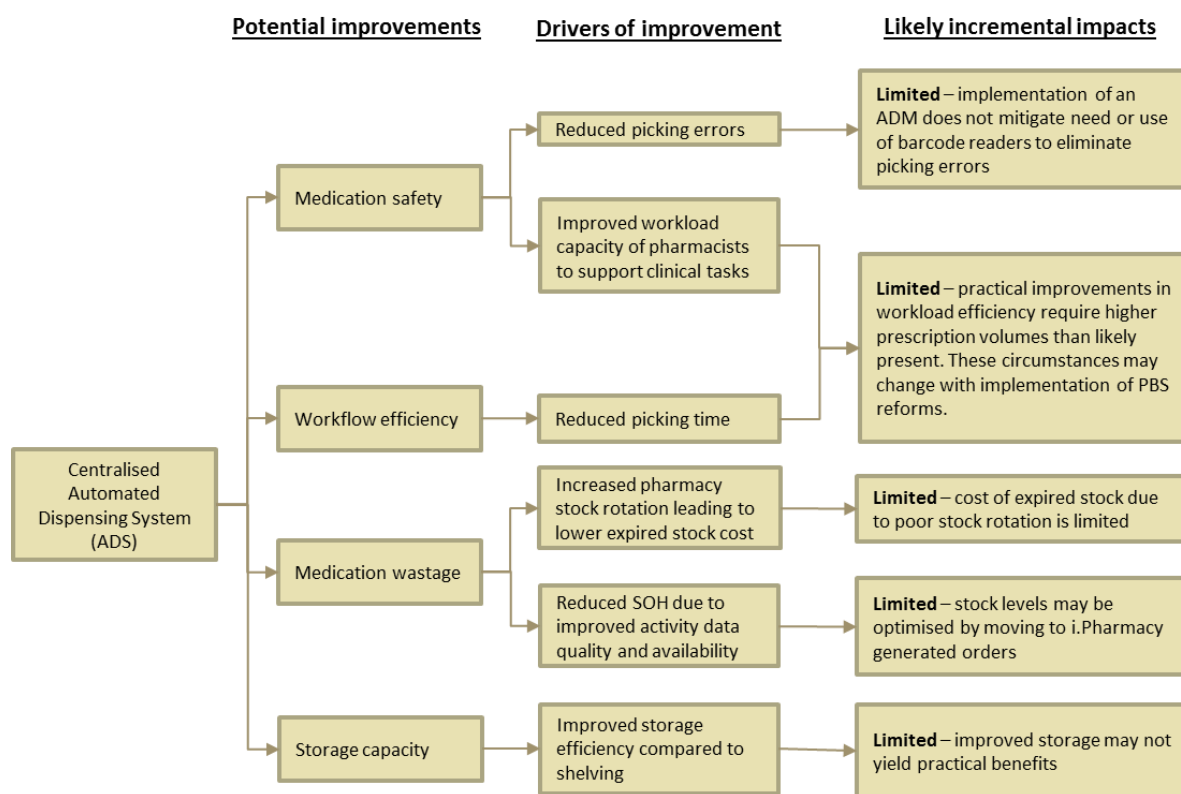 Potential improvements
Drivers of improvement
Likely incremental impacts
Centralised
Automated
Dispensing System
(ADS)
Medication safety
Workflow efficiency
Medication wastage
Storage capacity
Reduced picking errors
Improved workload
capacity of pharmacists
to support clinical tasks
Reduced picking time
Increased pharmacy
stock rotation leading to
lower expired stock cost
Reduced SOH due to
improved activity data
quality and availability
Improved storage
efficiency compared to
shelving
Limited – implementation of an
ADM does not mitigate need or use
of barcode readers to eliminate
picking errors
Limited – practical improvements in
workload efficiency require higher
prescription volumes than likely
present. These circumstances may
change with implementation of PBS
reforms.
Limited – cost of expired stock due
to poor stock rotation is limited
Limited – stock levels may be
optimised by moving to i.Pharmacy
generated orders
Limited – improved storage may not
yield practical benefits